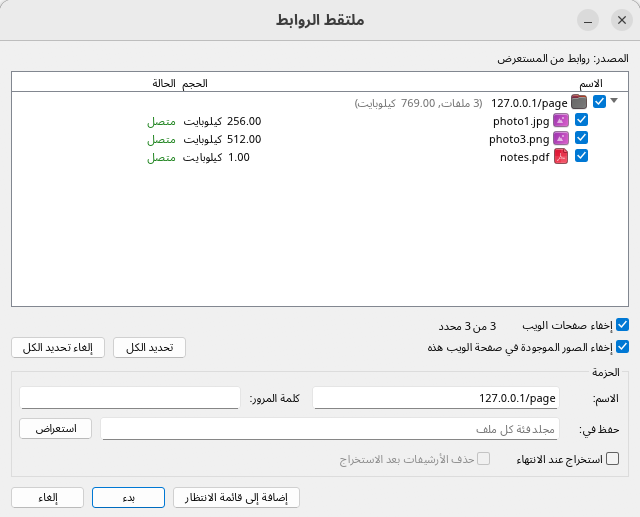 ملتقط الروابط
المصدر: روابط من المستعرض
الاسم الحجم الحالة
127.0.0.1/page (3 ملفات, 769.00 كيلوبايت)
photo1.jpg 256.00 كيلوبايت متصل
photo3.png 512.00 كيلوبايت متصل
notes.pdf 1.00 كيلوبايت متصل
إخفاء صفحات الويب 3 من 3 محدد
إخفاء الصور الموجودة في صفحة الويب هذه تحديد الكل إلغاء تحديد الكل
الحزمة
الاسم: 127.0.0.1/page كلمة المرور:
حفظ في: مجلد فئة كل ملف استعراض
استخراج عند الانتهاء حذف الأرشيفات بعد الاستخراج
إضافة إلى قائمة الانتظار بدء إلغاء